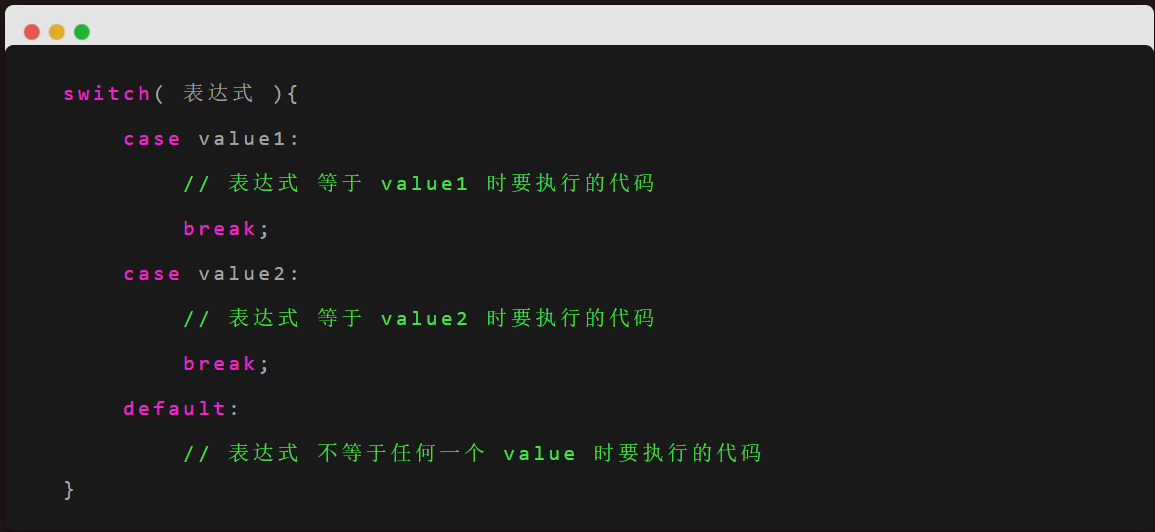 switch( 表达式 ){
case value1:
// 表达式 等于 value1 时要执行的代码
break;
case value2:
// 表达式 等于 value2 时要执行的代码
break;
default:
// 表达式 不等于任何一个 value 时要执行的代码
}